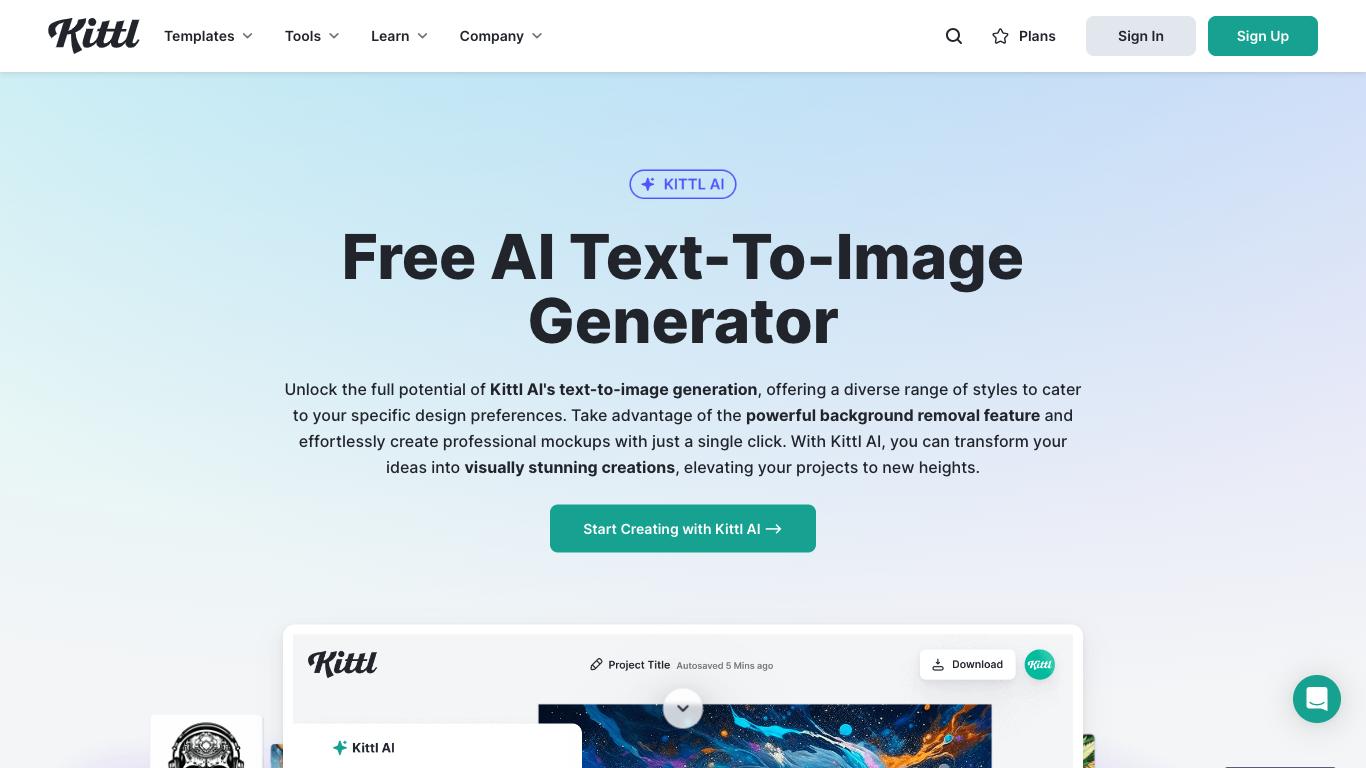 Kittl Templates Tools Learn Company Plans Sign In Sign Up
KITTL AI
Free AI Text-To-Image
Generator
Unlock the full potential of Kittl AI's text-to-image generation, offering a diverse range of styles to cater
to your specific design preferences. Take advantage of the powerful background removal feature and
effortlessly create professional mockups with just a single click. With Kittl AI, you can transform your
ideas into visually stunning creations, elevating your projects to new heights.
Start Creating with Kittl AI →
Kittl Project Title Autosaved 5 Mins ago Download Kittl
Kittl AI